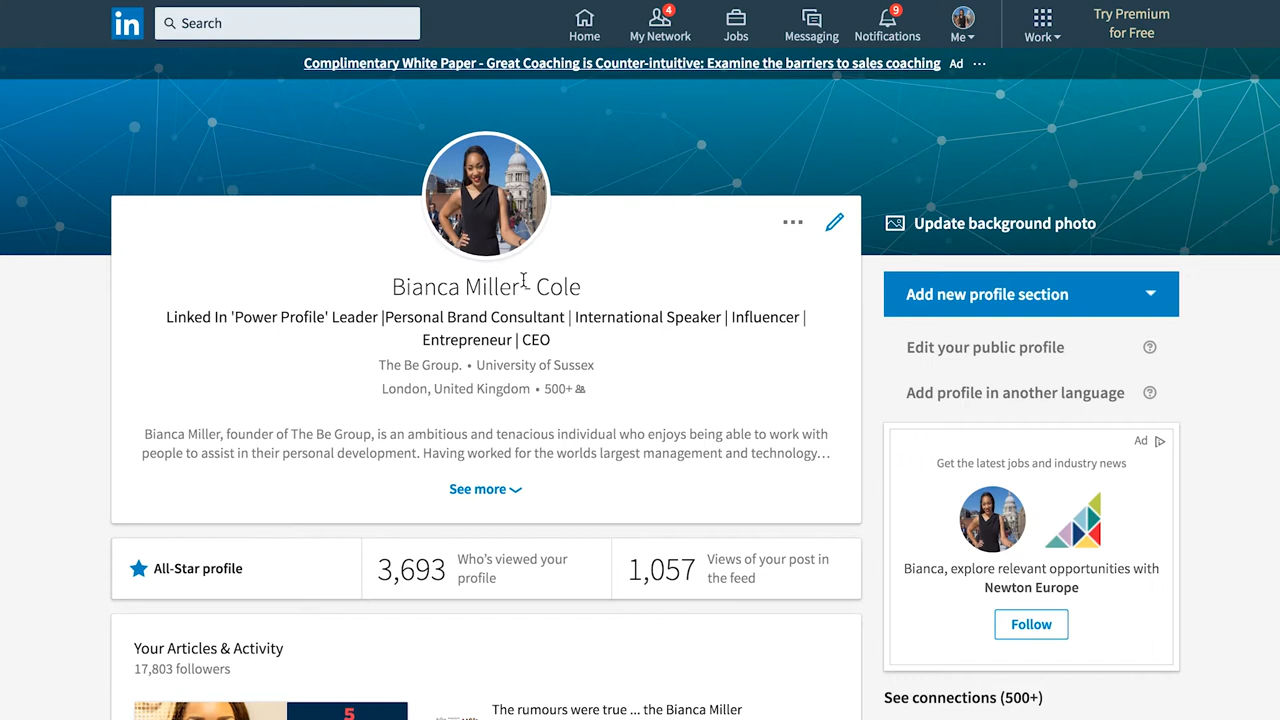 in
Search
4
9
Home
My Network
Jobs
Messaging
Notifications
Me
Work
Try Premium
for Free
Complimentary White Paper - Great Coaching is Counter-intuitive: Examine the barriers to sales coaching Ad ...
Update background photo
Bianca Miller - Cole
Linked In 'Power Profile' Leader |Personal Brand Consultant | International Speaker | Influencer |
Entrepreneur | CEO
The Be Group. • University of Sussex
London, United Kingdom • 500+
Bianca Miller, founder of The Be Group, is an ambitious and tenacious individual who enjoys being able to work with
people to assist in their personal development. Having worked for the worlds largest management and technology…
See more
Add new profile section
Edit your public profile ?
Add profile in another language ?
Ad
Get the latest jobs and industry news
Bianca, explore relevant opportunities with
Newton Europe
Follow
All-Star profile
3,693 Who's viewed your
profile
1,057 Views of your post in
the feed
Your Articles & Activity
17,803 followers
5
The rumours were true ... the Bianca Miller
See connections (500+)